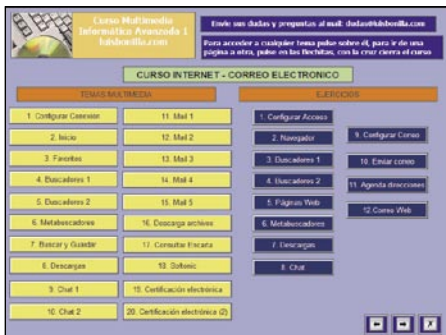 Curso Multimedia
Informática Avanzada 1
luisbonilla.com
Envíe sus dudas y preguntas al mail: dudas@luisbonilla.com
Para acceder a cualquier tema pulse sobre él, para ir de una
página a otra, pulse en las flechitas, con la cruz cierra el curso
CURSO INTERNET - CORREO ELECTRONICO
TEMAS MULTIMEDIA
1. Configurar Conexión
2. Inicio
3. Favoritos
4. Buscadores 1
5. Buscadores 2
6. Metabuscadores
7. Buscar y Guardar
8. Descargas
9. Chat 1
10. Chat 2
11. Mail 1
12. Mail 2
13. Mail 3
14. Mail 4
15. Mail 5
16. Descarga archivos
17. Consultar Encarta
18. Softonic
19. Certificación electrónica
20. Certificación electrónica (2)
EJERCICIOS
1. Configurar Acceso
2. Navegador
3. Buscadores 1
4. Buscadores 2
5. Páginas Web
6. Metabuscadores
7. Descargas
8. Chat
9. Configurar Correo
10. Enviar correo
11. Agenda direcciones
12. Correo Web
X